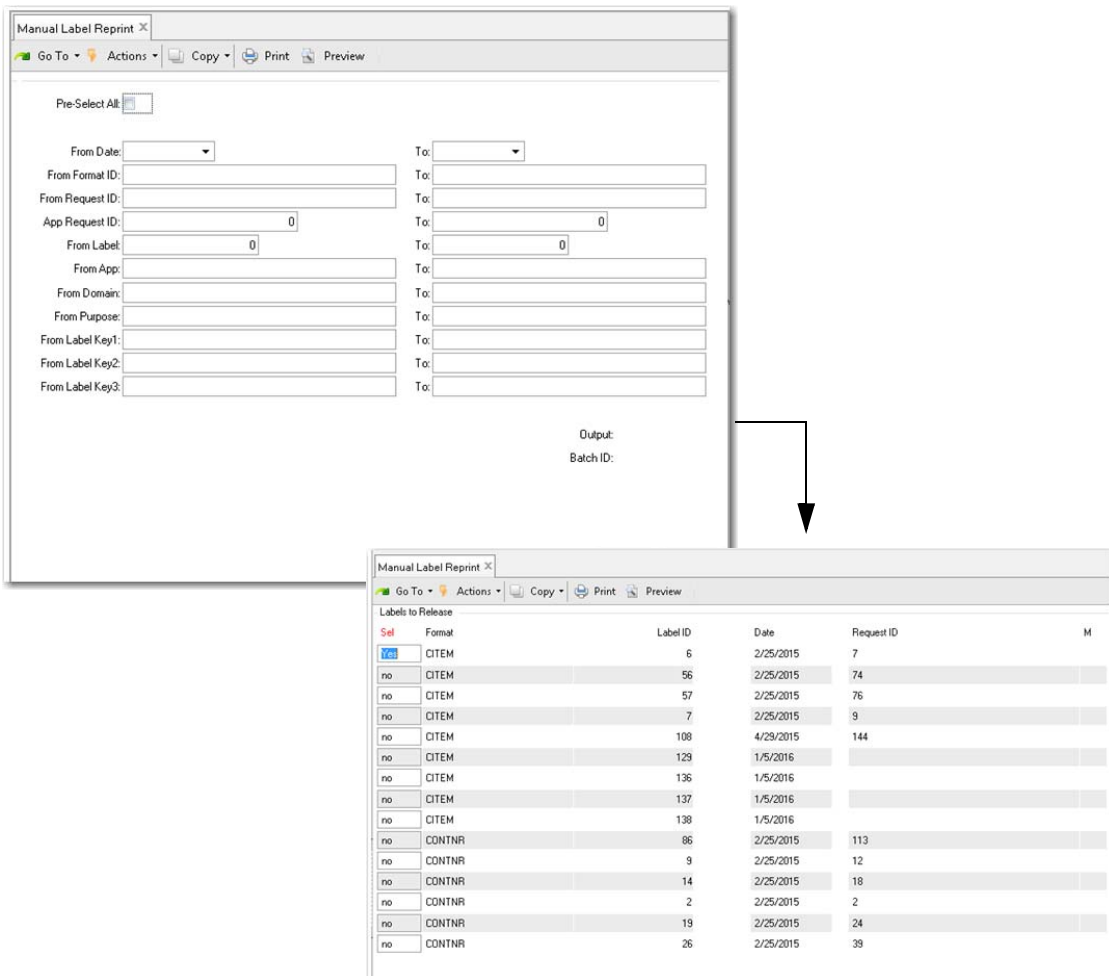 Manual Label Reprint X
Go To Actions Copy Print Preview
Pre-Select All:
From Date: To:
From Format ID: To:
From Request ID: To:
App Request ID: 0 To: 0
From Label: 0 To: 0
From App: To:
From Domain: To:
From Purpose: To:
From Label Key1: To:
From Label Key2: To:
From Label Key3: To:
Output:
Batch ID:
Manual Label Reprint X
Go To Actions Copy Print Preview
Labels to Release
Sel Format Label ID Date Request ID M
Yes CITEM 6 2/25/2015 7
no CITEM 56 2/25/2015 74
no CITEM 57 2/25/2015 76
no CITEM 7 2/25/2015 9
no CITEM 108 4/29/2015 144
no CITEM 129 1/5/2016
no CITEM 136 1/5/2016
no CITEM 137 1/5/2016
no CITEM 138 1/5/2016
no CONTNR 86 2/25/2015 113
no CONTNR 9 2/25/2015 12
no CONTNR 14 2/25/2015 18
no CONTNR 2 2/25/2015 2
no CONTNR 19 2/25/2015 24
no CONTNR 26 2/25/2015 39